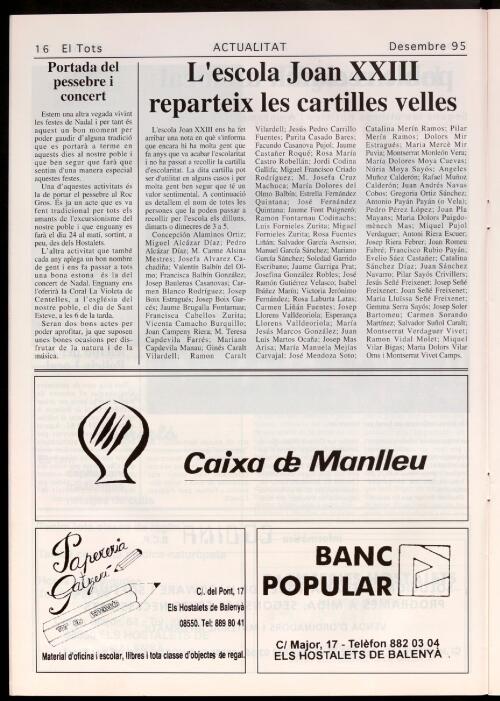 16 El Tots
ACTUALITAT
Desembre 95
Portada del
pessebre i
concert
Estem una altra vegada vivint
les festes de Nadal i per tant és
aquest un bon moment per
poder gaudir d'alguna tradició
que es portarà a terme en
aquests dies al nostre poble i
que ben segur que farà que
sentim d'una manera especial
aquestes festes.
Una d'aquestes activitats és
la de portar el pessebre al Roc
Gros. És ja un acte que es va
fent tradicional per tots els
amants de l'excursionisme del
nostre poble i que enguany es
farà el dia 24 al matí, sortint, a
peu, des dels Hostalets.
L'altra activitat que també
cada any aplega un bon nombre
de gent i ens fa passar a tots
una bona estona és la del
concert de Nadal. Enguany ens
l'oferirà la Coral La Violeta de
Centelles, a l'església del
nostre poble, el dia de Sant
Esteve, a les 6 de la tarda.
Seran dos bones actes per
poder aprofitar, ja que suposen
unes bones ocasions per dis-
frutar de la natura i de la
música.
L'escola Joan XXIII
reparteix les cartilles velles
L'escola Joan XXIII ens ha fet
arribar una nota en què s'informa
que encara hi ha molta gent que
fa anys que va acabar l'escolaritat
i no ha passat a recollir la cartilla
d'escolaritat. La dita cartilla pot
ser d'utilitat en alguns casos i per
molta gent ben segur que té un
valor sentimental. A continuació
es detallen el nom de totes les
persones que la poden passar a
recollir per l'escola els dilluns,
dimarts o dimecres de 3 a 5.
Concepción Alaminos Ortiz;
Miguel Alcázar Díaz; Pedro
Alcázar Díaz; M. Carme Alsina
Mestres; Josefa Alvarez Ca-
chadiña; Valentín Balbín del Ol-
mo; Francisca Balbín González;
Josep Bauleras Casanovas; Car-
men Blanco Rodríguez; Josep
Boix Estragués; Josep Boix Gar-
cés; Jaume Brugalla Fontarnau;
Francisca Cabellos Zurita;
Vicenta Camacho Burquillo;
Joan Camperos Riera; M. Teresa
Capdevila Farrés; Mariano
Capdevila Manau; Ginés Caralt
Vilardell; Ramon Caralt
Vilardell; Jesús Pedro Carrillo
Fuentes; Purita Casado Bares;
Facundo Casanova Pujol; Jaume
Castañer Roqué; Rosa María
Castro Rebollán; Jordi Codina
Gallifa; Miguel Francisco Criado
Rodríguez; M. Josefa Cruz
Machuca; María Dolores del
Olmo Balbín; Estrella Fernández
Quintana; José Fernández
Quintana; Jaume Font Puigneró;
Ramon Fontarnau Codinachs;
Luis Fornieles Zurita; Miguel
Fornieles Zurita; Rosa Fuentes
Liñán; Salvador García Asensio;
Manuel García Sánchez; Mariano
García Sánchez; Soledad Garrido
Escribano; Jaume Garriga Prat;
Josefina González Robles; José
Ramón Gutiérez Velasco; Isabel
Ibáñez Marín; Victoria Jerónimo
Fernández; Rosa Laburta Latas;
Carmen Liñán Fuentes; Josep
Llorens Valldeoriola; Esperança
Llorens Valldeoriola; María
Jesús Marcos González; Juan
Luis Martos Ocaña; Josep Mas
Arisa; María Manuela Mejías
Carvajal; José Mendoza Soto;
Catalina Merín Ramos; Pilar
Merín Ramos; Dolors Mir
Estragués; Maria Mercè Mir
Pavia; Montserrat Monleón Vera;
María Dolores Moya Cuevas;
Núria Moya Sayós; Angeles
Muñoz Calderón; Rafael Muñoz
Calderón; Juan Andrés Navas
Cobos; Gregoria Ortiz Sánchez;
Antonio Payán Payán (o Vela);
Pedro Pérez López; Joan Pla
Mayans; Maria Dolors Puigdo-
mènech Mas; Miquel Pujol
Verdaguer; Antoni Riera Escuer;
Josep Riera Febrer; Joan Romeu
Fabré; Francisco Rubio Payán;
Evelio Sáez Castañer; Catalina
Sánchez Díaz; Juan Sánchez
Navarro; Pilar Sayós Crivillers;
Jesús Señé Freixenet; Josep Señé
Freixenet; Joan Señé Freixenet;
Maria Lluïssa Señé Freixenet;
Gemma Serra Sayós; Josep Soler
Bartomeu; Carmen Sorando
Martínez; Salvador Suñol Caralt;
Montserrat Verdaguer Vivet;
Ramon Vidal Molet; Miquel
Vilar Bigas; Maria Dolors Vilar
Oms i Montserrat Vivet Camps.
Caixa de Manlleu
Papereria
C/. del Pont, 17
Els Hostalets de Balenyà
08550. Tel: 889 80 41
Material d'oficina i escolar, llibres i tota classe d'objectes de regal.
BANC
POPULAR
C/ Major, 17 - Telèfon 882 03 04
ELS HOSTALETS DE BALENYÀ.